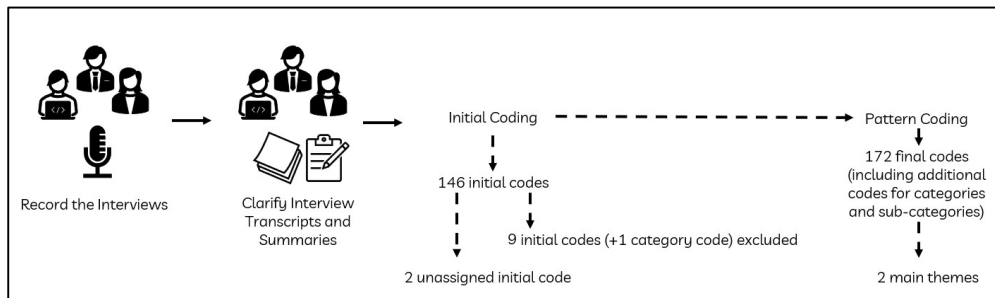 Record the Interviews
Clarify Interview
Transcripts and
Summaries
Initial Coding
146 initial codes
9 initial codes (+1 category code) excluded
2 unassigned initial code
Pattern Coding
172 final codes
(including additional
codes for categories
and sub-categories)
2 main themes